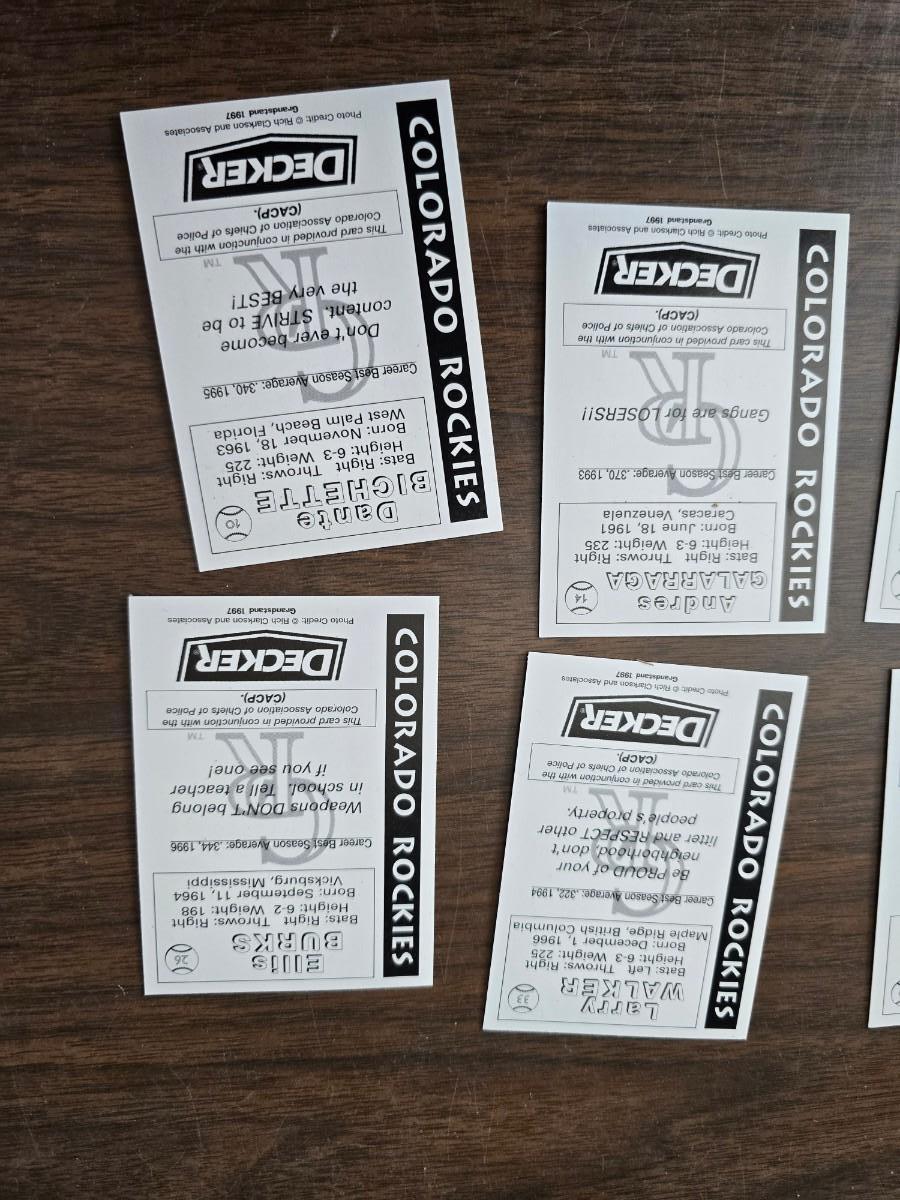 COLORADO ROCKIES
10
Dante
BICHETTE
Bats: Right Throws: Right
Height: 6-3 Weight: 225
Born: November 18, 1963
West Palm Beach, Florida
Career Best Season Average: .340, 1995
Don't ever become
content. STRIVE to be
the very BEST!
CR
TM
This card provided in conjunction with the
Colorado Association of Chiefs of Police
(CACP).
DECKER®
Photo Credit: © Rich Clarkson and Associates
Grandstand 1997
COLORADO ROCKIES
14
Andres
GALARRAGA
Bats: Right Throws: Right
Height: 6-3 Weight: 235
Born: June 18, 1961
Caracas, Venezuela
Career Best Season Average: .370, 1993
Gangs are for LOSERS!!
CR
TM
This card provided in conjunction with the
Colorado Association of Chiefs of Police
(CACP).
DECKER®
Photo Credit: © Rich Clarkson and Associates
Grandstand 1997
COLORADO ROCKIES
26
Ellis
BURKS
Bats: Right Throws: Right
Height: 6-2 Weight: 198
Born: September 11, 1964
Vicksburg, Mississippi
Career Best Season Average: .344, 1996
Weapons DON'T belong
in school. Tell a teacher
if you see one!
CR
TM
This card provided in conjunction with the
Colorado Association of Chiefs of Police
(CACP).
DECKER®
Photo Credit: © Rich Clarkson and Associates
Grandstand 1997
COLORADO ROCKIES
33
Larry
WALKER
Bats: Left Throws: Right
Height: 6-3 Weight: 225
Born: December 1, 1966
Maple Ridge, British Columbia
Career Best Season Average: .322, 1994
Be PROUD of your
neighborhood, don't
litter and RESPECT other
people's property.
CR
TM
This card provided in conjunction with the
Colorado Association of Chiefs of Police
(CACP).
DECKER®
Photo Credit: © Rich Clarkson and Associates
Grandstand 1997